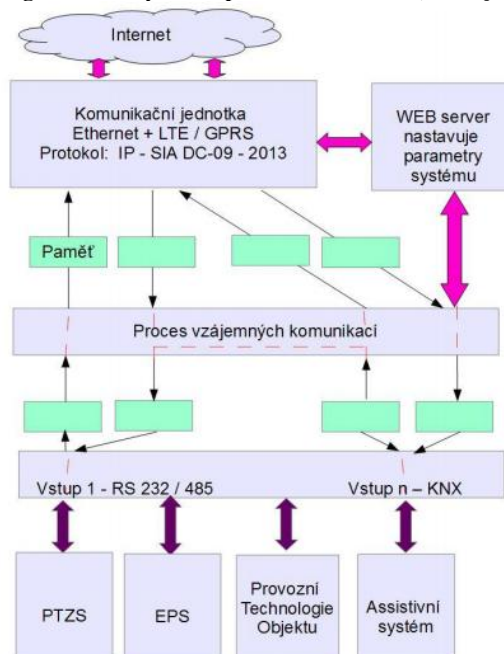 Internet
Komunikační jednotka
Ethernet + LTE / GPRS
Protokol: IP - SIA DC-09 - 2013
WEB server
nastavuje
parametry
systému
Paměť
Proces vzájemných komunikací
Vstup 1 - RS 232 / 485
Vstup n – KNX
PTZS
EPS
Provozní
Technologie
Objektu
Assistivní
systém